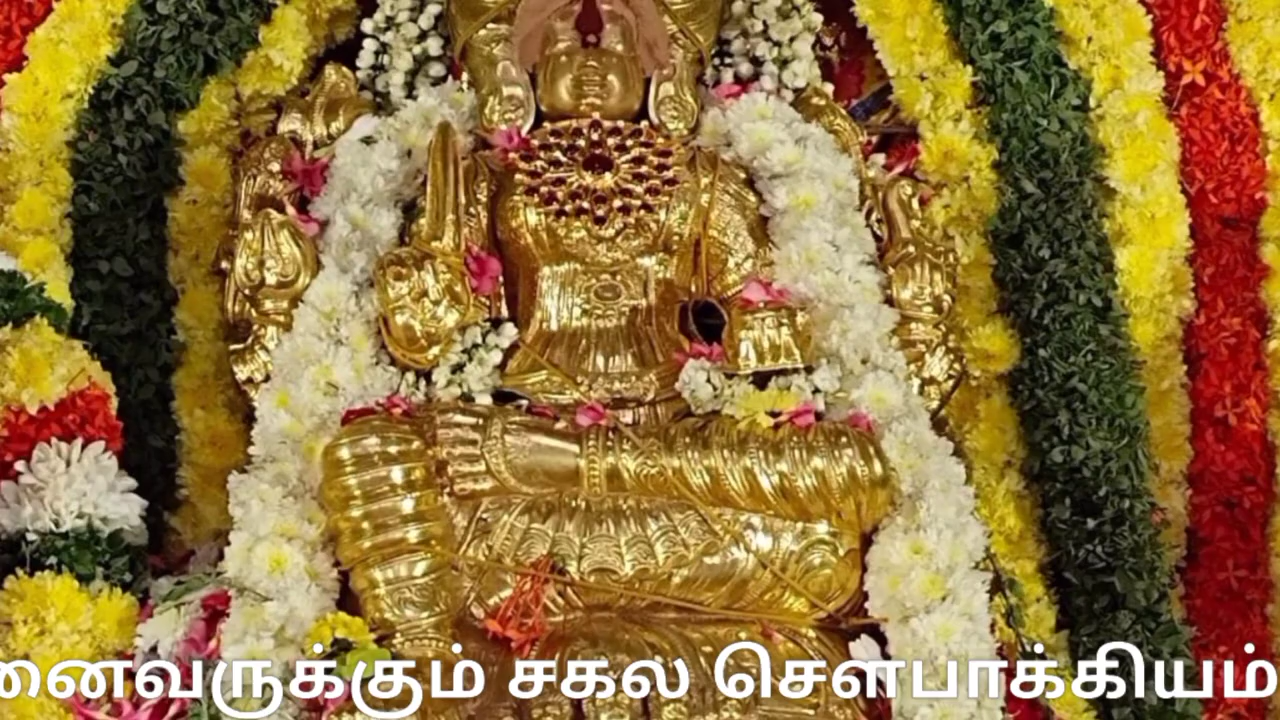 னைவருக்கும் சகல சௌபாக்கியம்